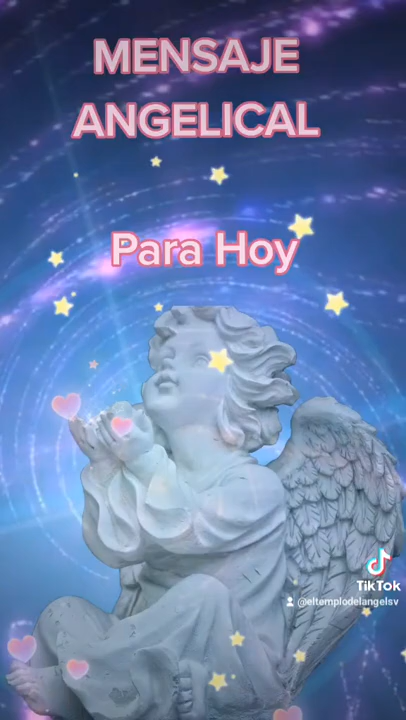 MENSAJE
ANGELICAL
Para Hoy
TikTok
@eltemplodelangelsv